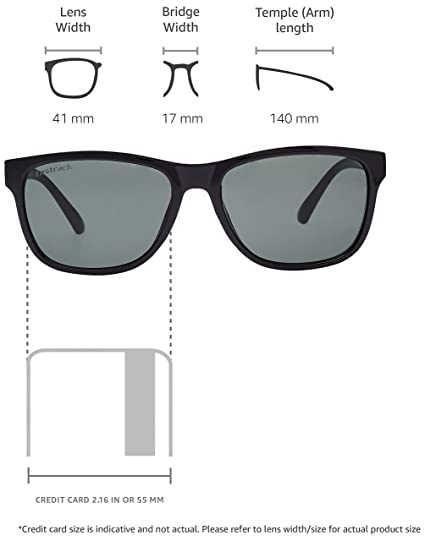 Lens Width
Bridge Width
Temple (Arm) length
41 mm
17 mm
140 mm
fastrack
CREDIT CARD 2.16 IN OR 55 MM
*Credit card size is indicative and not actual. Please refer to lens width/size for actual product size